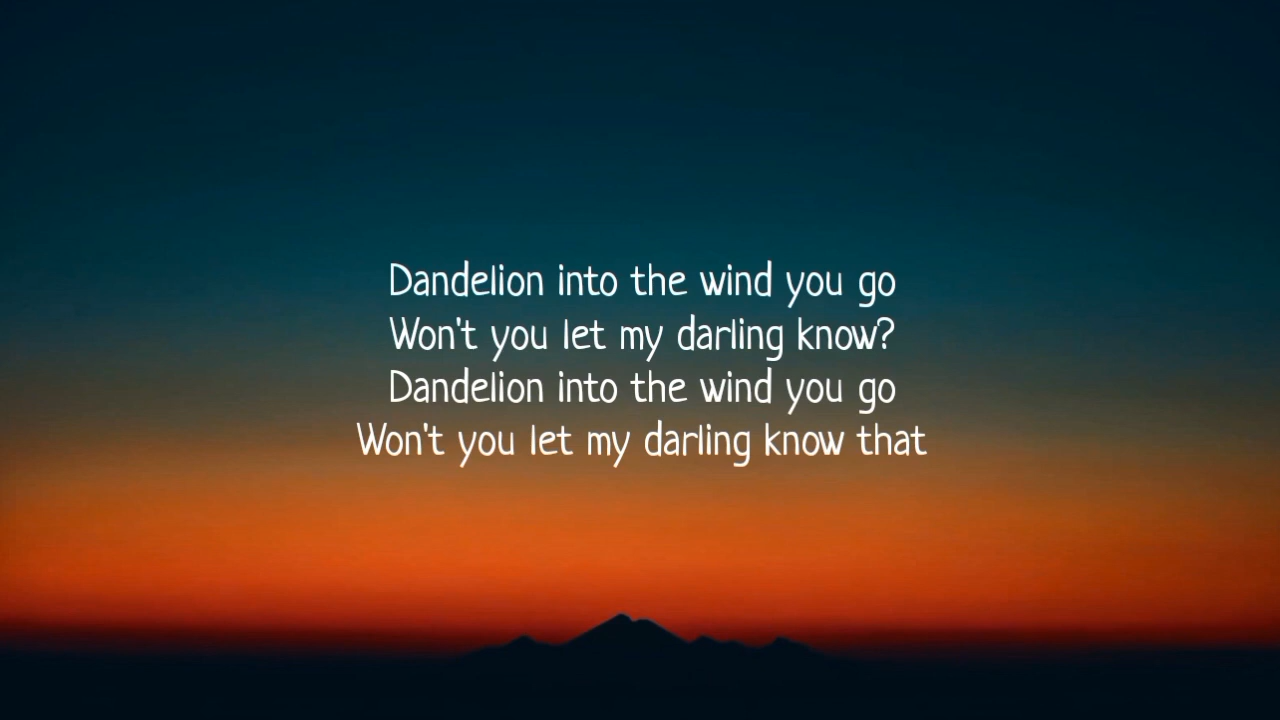 Dandelion into the wind you go
Won't you let my darling know?
Dandelion into the wind you go
Won't you let my darling know that